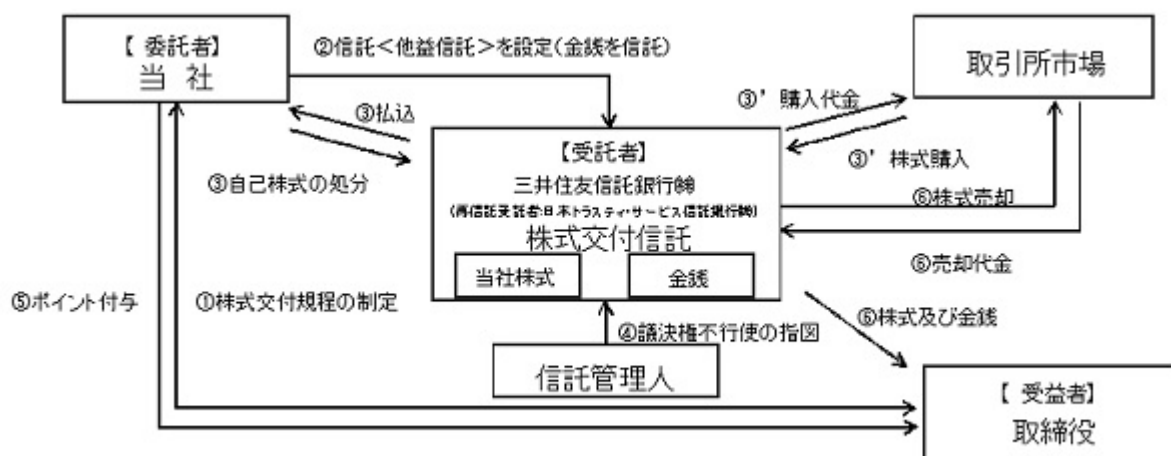 【 委託者】
当 社
②信託＜他益信託＞を設定(金銭を信託)
取引所市場
③払込
③’ 購入代金
【受託者】
三井住友信託銀行㈱
(再信託受託者:日本トラスティ・サービス信託銀行㈱)
株式交付信託
当社株式
金銭
③自己株式の処分
③’ 株式購入
⑥株式売却
⑥売却代金
⑤ポイント付与
①株式交付規程の制定
⑥株式及び金銭
④議決権不行使の指図
信託管理人
【 受益者】
取締役